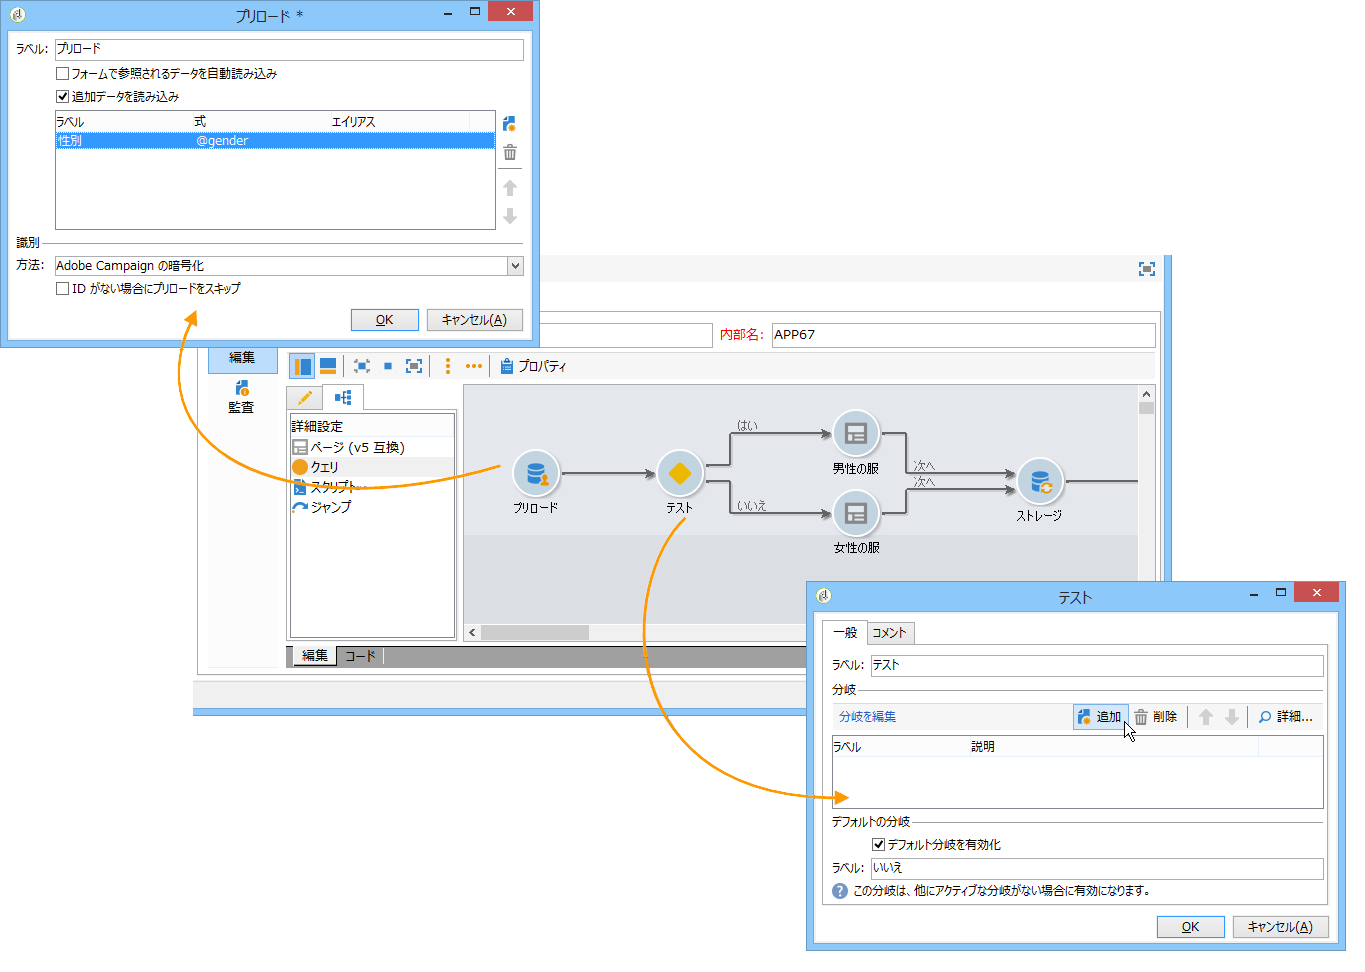 プリロード *
ラベル: プリロード
フォームで参照されるデータを自動読み込み
追加データを読み込み
ラベル 式 エイリアス
性別 @gender
識別
方法: Adobe Campaign の暗号化
ID がない場合にプリロードをスキップ
OK キャンセル(A)
内部名: APP67
編集
監査
プロパティ
詳細設定
ページ (v5 互換)
クエリ
スクリプト...
ジャンプ
プリロード
テスト
はい
いいえ
男性の服
女性の服
次へ
次へ
ストレージ
編集 コード
テスト
一般 コメント
ラベル: テスト
分岐
分岐を編集 追加 削除 詳細...
ラベル 説明
デフォルトの分岐
デフォルト分岐を有効化
ラベル: いいえ
この分岐は、他にアクティブな分岐がない場合に有効になります。
OK キャンセル(A)